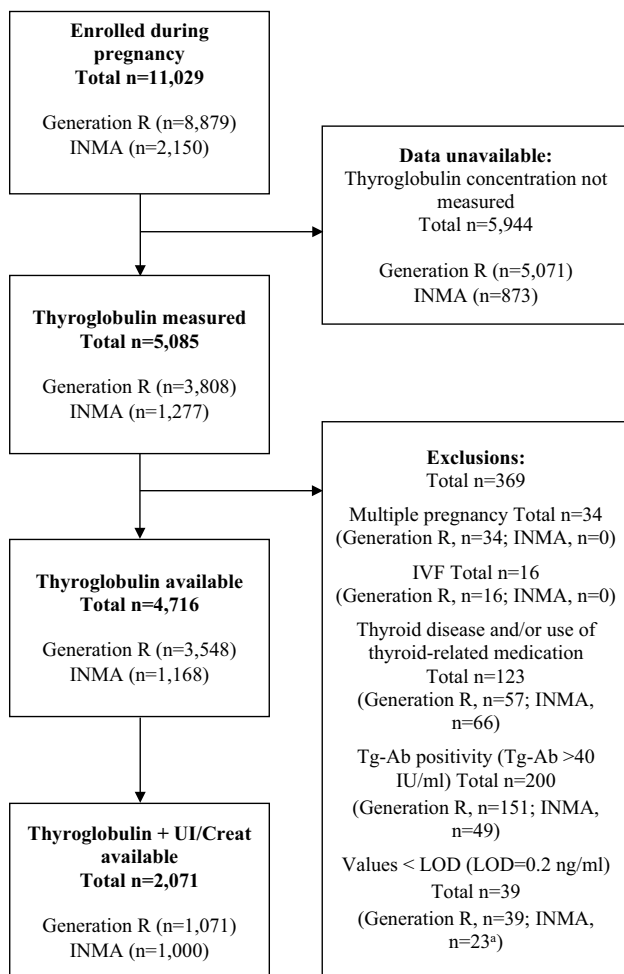 Enrolled during
pregnancy
Total n=11,029
Generation R (n=8,879)
INMA (n=2,150)
Data unavailable:
Thyroglobulin concentration not
measured
Total n=5,944
Generation R (n=5,071)
INMA (n=873)
Thyroglobulin measured
Total n=5,085
Generation R (n=3,808)
INMA (n=1,277)
Exclusions:
Total n=369
Multiple pregnancy Total n=34
(Generation R, n=34; INMA, n=0)
IVF Total n=16
(Generation R, n=16; INMA, n=0)
Thyroid disease and/or use of
thyroid-related medication
Total n=123
(Generation R, n=57; INMA,
n=66)
Tg-Ab positivity (Tg-Ab >40
IU/ml) Total n=200
(Generation R, n=151; INMA,
n=49)
Values < LOD (LOD=0.2 ng/ml)
Total n=39
(Generation R, n=39; INMA,
n=23ᵃ)
Thyroglobulin available
Total n=4,716
Generation R (n=3,548)
INMA (n=1,168)
Thyroglobulin + UI/Creat
available
Total n=2,071
Generation R (n=1,071)
INMA (n=1,000)